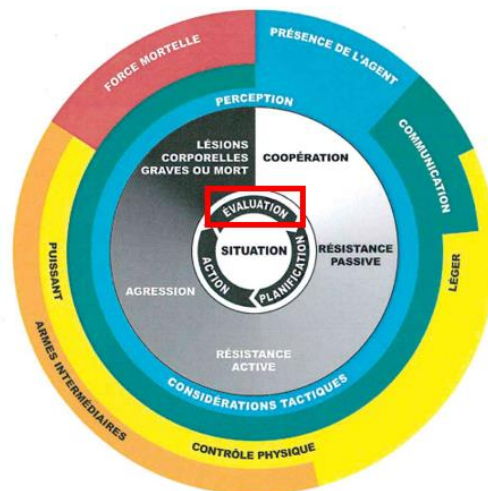 FORCE MORTELLE
PRÉSENCE DE L'AGENT
PERCEPTION
COMMUNICATION
LÉSIONS
CORPORELLES
GRAVES OU MORT
COOPÉRATION
ÉVALUATION
SITUATION
ACTION
PLANIFICATION
RÉSISTANCE
PASSIVE
LÉGER
PUISSANT
AGRESSION
RÉSISTANCE
ACTIVE
ARMES INTERMÉDIAIRES
CONSIDÉRATIONS TACTIQUES
CONTRÔLE PHYSIQUE